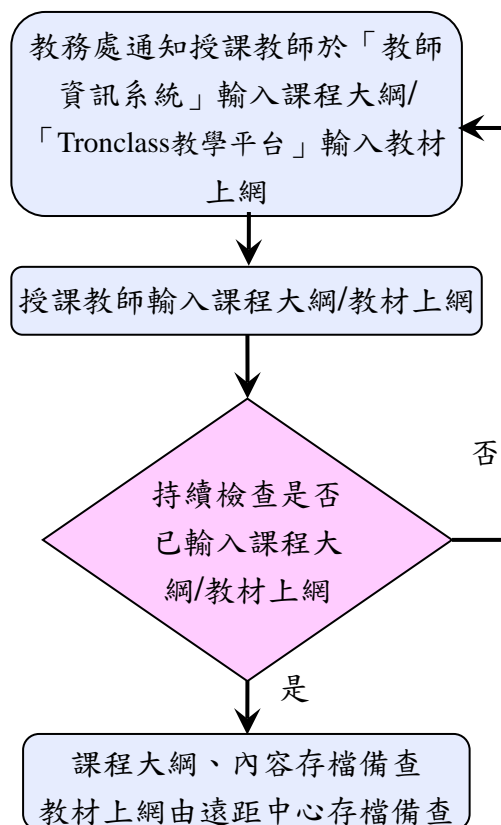 教務處通知授課教師於「教師
資訊系統」輸入課程大綱/
「Tronclass教學平台」輸入教材
上網
授課教師輸入課程大綱/教材上網
持續檢查是否
已輸入課程大
綱/教材上網
否
是
課程大綱、內容存檔備查
教材上網由遠距中心存檔備查